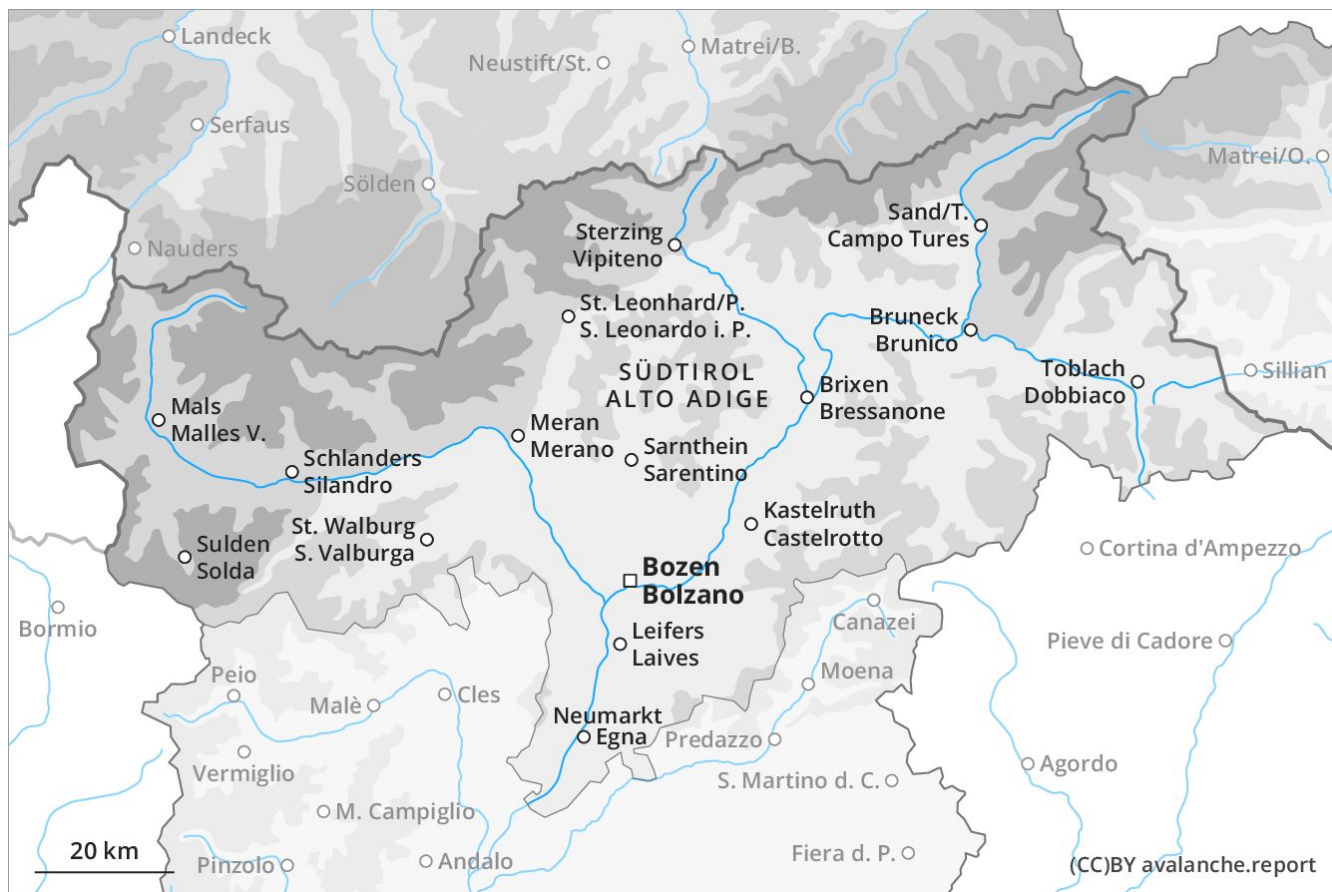 Landeck
Matrei/B.
Neustift/St.
Serfaus
Matrei/O.
Sölden
Sand/T.
Campo Tures
Sterzing
Vipiteno
Nauders
St. Leonhard/P.
S. Leonardo i. P.
Bruneck
Brunico
SÜDTIROL
ALTO ADIGE
Toblach
Dobbiaco
Sillian
Brixen
Bressanone
Mals
Malles V.
Meran
Merano
Sarnthein
Sarentino
Schlanders
Silandro
St. Walburg
S. Valburga
Kastelruth
Castelrotto
Sulden
Solda
Cortina d'Ampezzo
Bozen
Bolzano
Bormio
Canazei
Leifers
Laives
Pieve di Cadore
Peio
Moena
Malè
Cles
Neumarkt
Egna
Predazzo
Vermiglio
Agordo
S. Martino d. C.
M. Campiglio
20 km
Pinzolo
Andalo
Fiera d. P.
(CC)BY avalanche.report